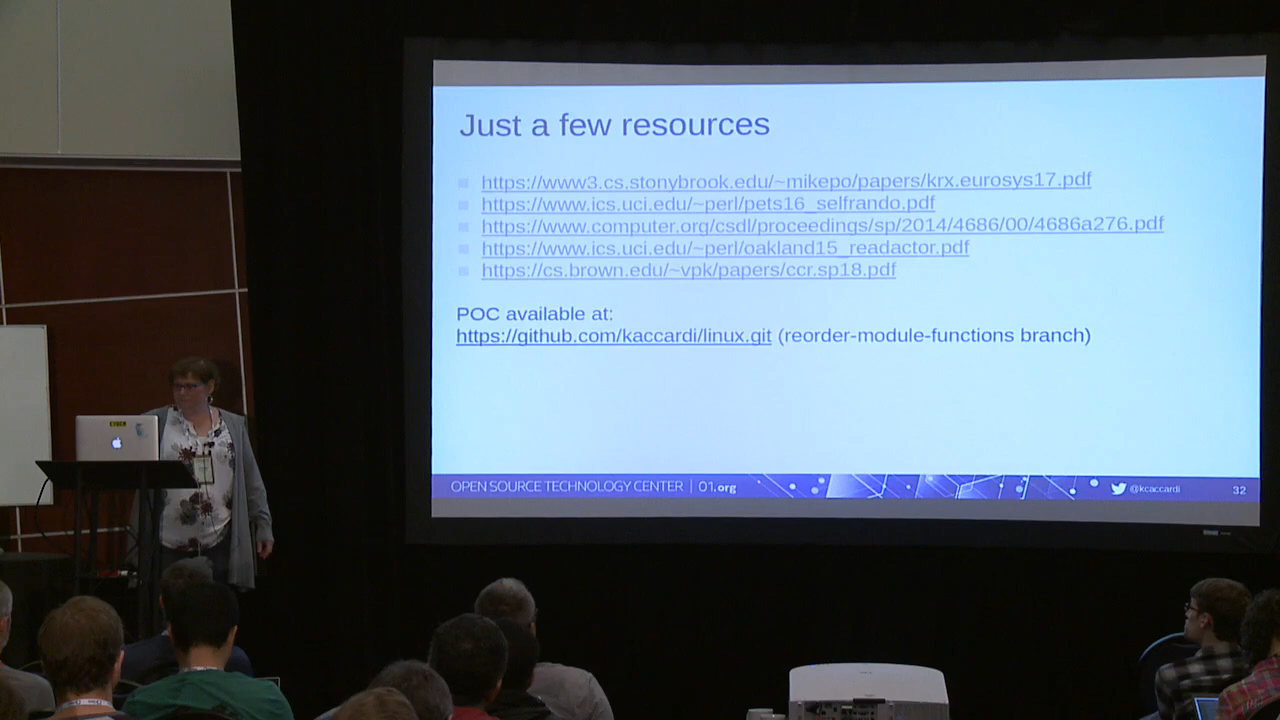 Just a few resources
https://www3.cs.stonybrook.edu/~mikepo/papers/krx.eurosys17.pdf
https://www.ics.uci.edu/~perl/pets16_selfrando.pdf
https://www.computer.org/csdl/proceedings/sp/2014/4686/00/4686a276.pdf
https://www.ics.uci.edu/~perl/oakland15_readactor.pdf
https://cs.brown.edu/~vpk/papers/ccr.sp18.pdf
POC available at:
https://github.com/kaccardi/linux.git (reorder-module-functions branch)
OPEN SOURCE TECHNOLOGY CENTER | 01.org
@kcaccardi
32